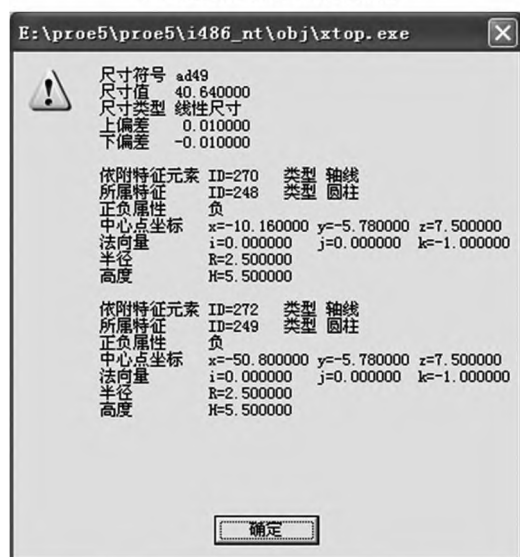 E:\proe5\proe5\i486_nt\obj\xtop.exe
尺寸符号 ad49
尺寸值 40.640000
尺寸类型 线性尺寸
上偏差 0.010000
下偏差 -0.010000
依附特征元素 ID=270 类型 轴线
所属特征 ID=248 类型 圆柱
正负属性 负
中心点坐标 x=-10.160000 y=-5.780000 z=7.500000
法向量 i=0.000000 j=0.000000 k=-1.000000
半径 R=2.500000
高度 H=5.500000
依附特征元素 ID=272 类型 轴线
所属特征 ID=249 类型 圆柱
正负属性 负
中心点坐标 x=-50.800000 y=-5.780000 z=7.500000
法向量 i=0.000000 j=0.000000 k=-1.000000
半径 R=2.500000
高度 H=5.500000
确定